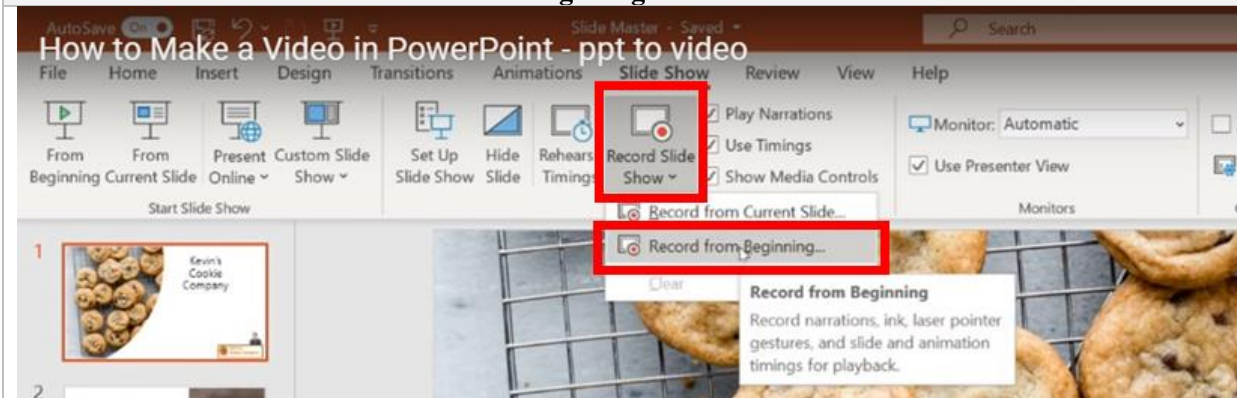 AutoSave On Slide Master - Saved Search
How to Make a Video in PowerPoint - ppt to video
File Home Insert Design Transitions Animations Slide Show Review View Help
From Beginning
From Current Slide
Present Online
Custom Slide Show
Set Up Slide Show
Hide Slide
Rehears Timing
Record Slide Show
Play Narrations
Use Timings
Show Media Controls
Monitor: Automatic
Use Presenter View
Start Slide Show
Monitors
Record from Current Slide...
Record from Beginning...
Clear
Record from Beginning
Record narrations, ink, laser pointer
gestures, and slide and animation
timings for playback.
1
Kevin's
Cookie
Company
2